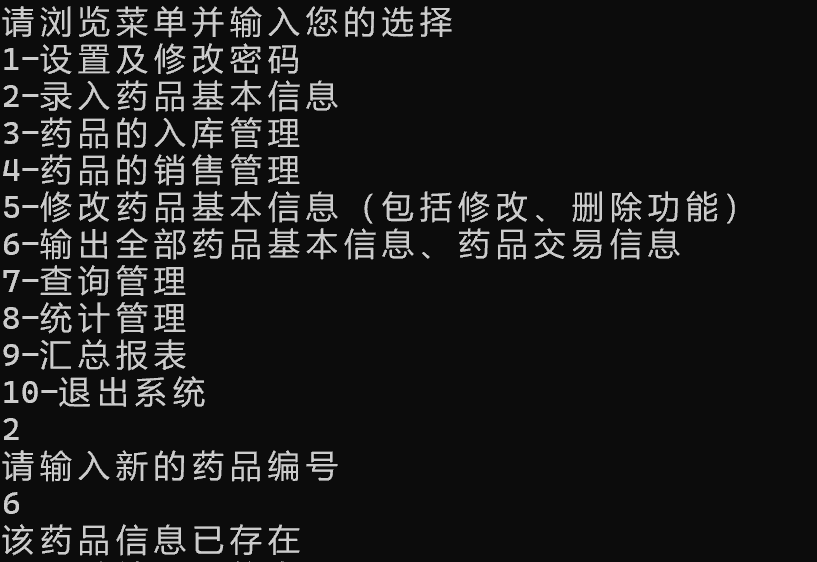 请浏览菜单并输入您的选择
1-设置及修改密码
2-录入药品基本信息
3-药品的入库管理
4-药品的销售管理
5-修改药品基本信息（包括修改、删除功能）
6-输出全部药品基本信息、药品交易信息
7-查询管理
8-统计管理
9-汇总报表
10-退出系统
2
请输入新的药品编号
6
该药品信息已存在